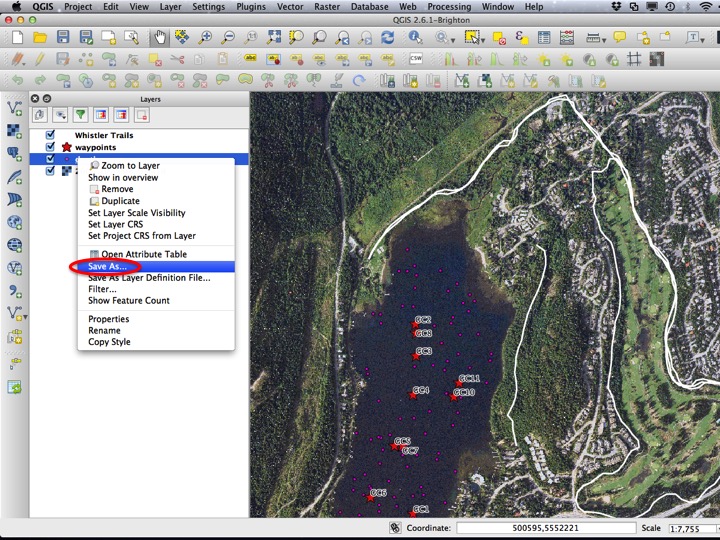 QGIS Project Edit View Layer Settings Plugins Vector Raster Database Web Processing Window Help
QGIS 2.6.1-Brighton
Layers
Whistler Trails
waypoints
Zoom to Layer
Show in overview
Remove
Duplicate
Set Layer Scale Visibility
Set Layer CRS
Set Project CRS from Layer
Open Attribute Table
Save As...
Save As Layer Definition File...
Filter...
Show Feature Count
Properties
Rename
Copy Style
GC2
GC8
GC3
GC11
GC4
GC10
GC5
GC7
GC6
GC1
Coordinate: 500595,5552221 Scale 1:7,755
CSW